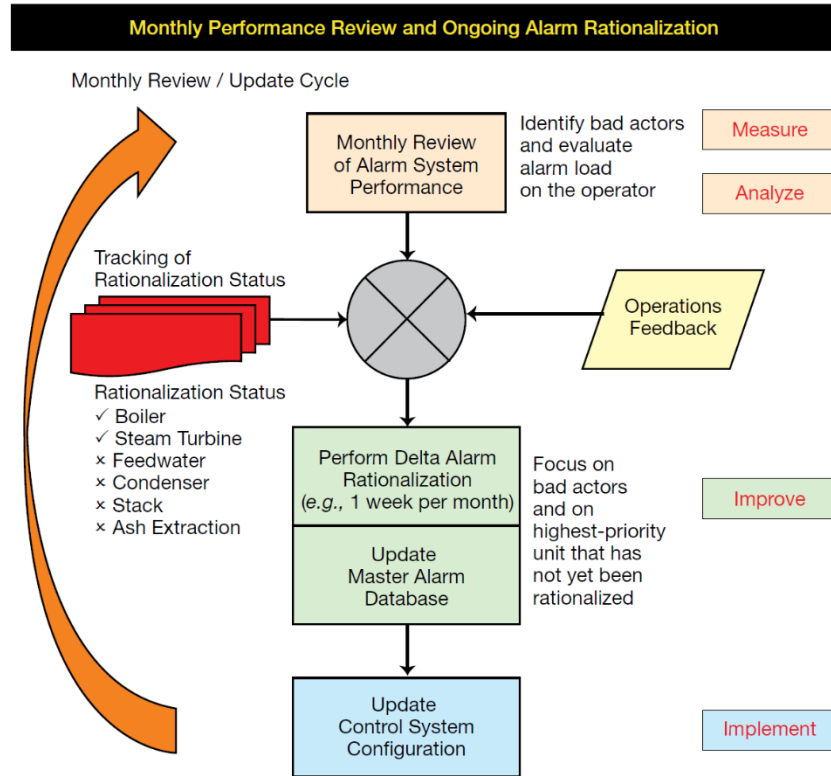 Monthly Performance Review and Ongoing Alarm Rationalization
Monthly Review / Update Cycle
Monthly Review
of Alarm System
Performance
Identify bad actors
and evaluate
alarm load
on the operator
Measure
Analyze
Tracking of
Rationalization Status
Operations
Feedback
Rationalization Status
✓ Boiler
✓ Steam Turbine
× Feedwater
× Condenser
× Stack
× Ash Extraction
Perform Delta Alarm
Rationalization
(e.g., 1 week per month)
Update
Master Alarm
Database
Focus on
bad actors
and on
highest-priority
unit that has
not yet been
rationalized
Improve
Update
Control System
Configuration
Implement